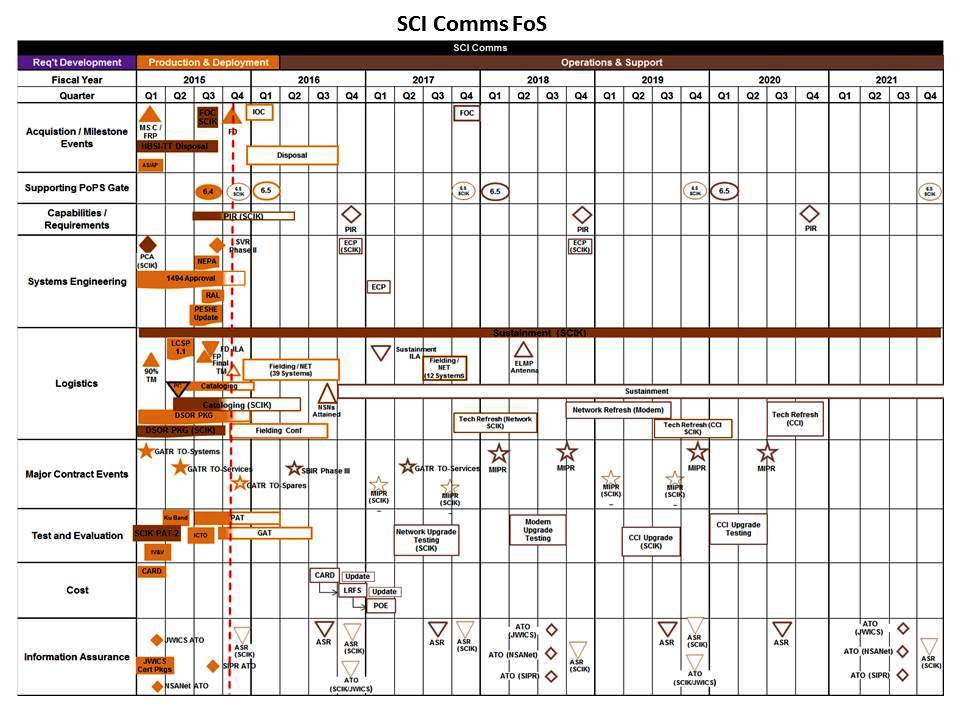 SCI Comms FoS
SCI Comms
Req't Development Production & Deployment Operations & Support
Fiscal Year 2015 2016 2017 2018 2019 2020 2021
Quarter Q1 Q2 Q3 Q4 Q1 Q2 Q3 Q4 Q1 Q2 Q3 Q4 Q1 Q2 Q3 Q4 Q1 Q2 Q3 Q4 Q1 Q2 Q3 Q4 Q1 Q2 Q3 Q4
Acquistion / Milestone
Events
MS C /
FRP
FOC
SCIK
FD
IOC
FOC
HBSI-TT Disposal
Disposal
AS/AP
Supporting PoPS Gate
6.4
6.5
SCIK
6.5
6.5
SCIK
6.5
6.5
SCIK
6.5
6.5
SCIK
Capabilities /
Requirements
PIR (SCIK)
PIR
PIR
PIR
Systems Engineering
PCA
(SCIK)
SVR
Phase II
NEPA
1494 Approval
RAL
PESHE
Update
ECP
(SCIK)
ECP
ECP
(SCIK)
Logistics
Sustainment (SCIK)
90%
TM
LCSP
1.1
FD ILA
FP
Final
TM
Fielding / NET
(39 Systems)
Sustainment
ILA
Fielding /
NET
(12 Systems)
ELMP
Antenna
Cataloging
Sustainment
Cataloging (SCIK)
NSNs
Attained
DSOR PKG
DSOR PKG (SCIK)
Fielding Conf
Tech Refresh (Network
SCIK)
Network Refresh (Modem)
Tech Refresh (CCI
SCIK)
Tech Refresh
(CCI)
Major Contract Events
GATR TO-Systems
GATR TO-Services
GATR TO-Spares
SBIR Phase III
MIPR
(SCIK)
GATR TO-Services
MIPR
(SCIK)
MIPR
MIPR
MIPR
(SCIK)
MIPR
(SCIK)
MIPR
MIPR
Test and Evaluation
Ku Band
PAT
SCIK PAT-2
ICTO
GAT
IV&V
Network Upgrade
Testing
(SCIK)
Modem
Upgrade
Testing
CCI Upgrade
(SCIK)
CCI Upgrade
Testing
Cost
CARD
CARD Update
LRFS Update
POE
Information Assurance
JWICS ATO
JWICS
Cert Pkgs
SIPR ATO
NSANet ATO
ASR
(SCIK)
ASR
ASR
(SCIK)
ATO
(SCIK/JWICS)
ASR
ASR
(SCIK)
ATO
(JWICS)
ATO (NSANet)
ATO (SIPR)
ASR
(SCIK)
ASR
ASR
(SCIK)
ATO
(SCIK/JWICS)
ASR
ATO
(JWICS)
ATO (NSANet)
ATO (SIPR)
ASR
(SCIK)